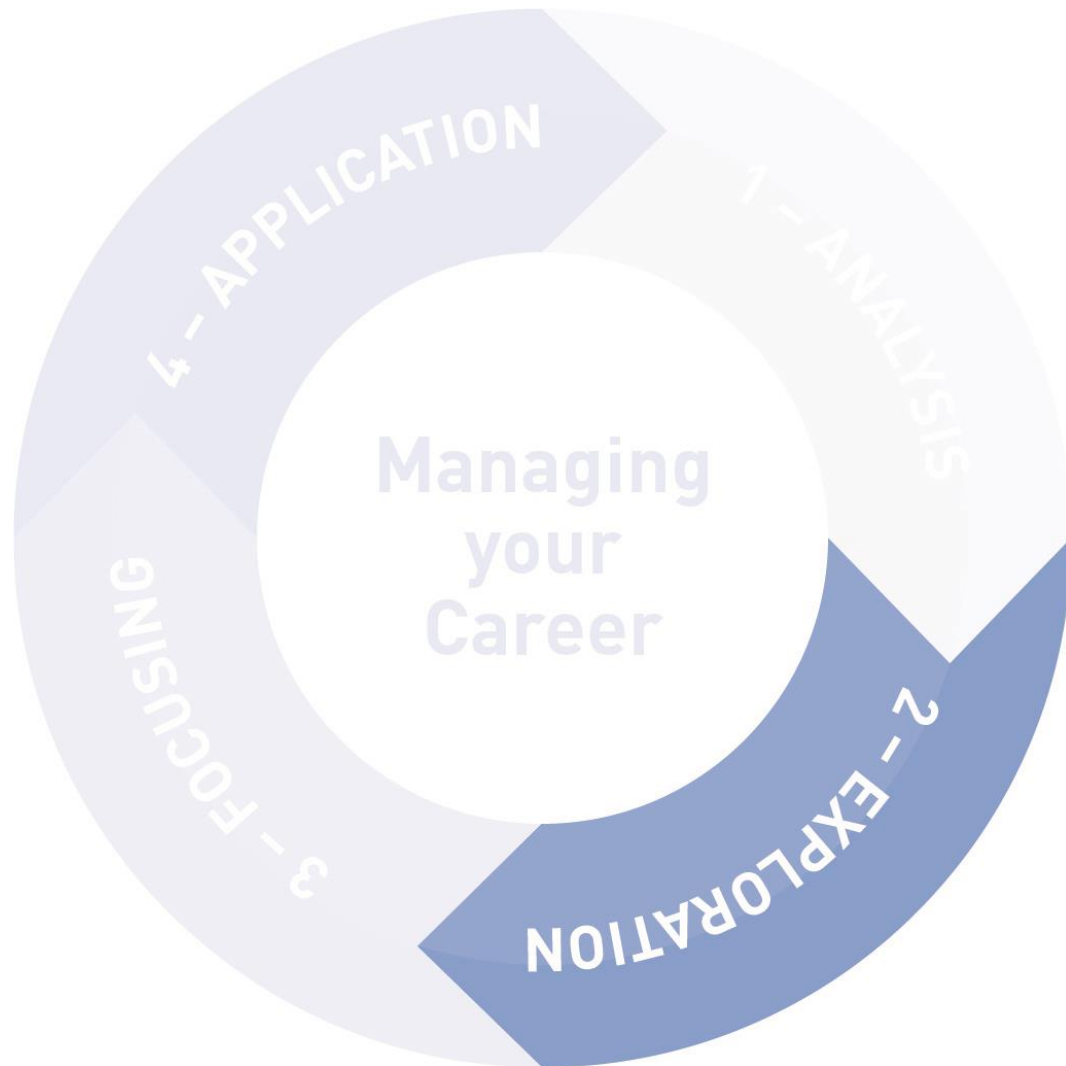 Managing
your
Career
1 – ANALYSIS
2 – EXPLORATION
3 – FOCUSING
4 – APPLICATION